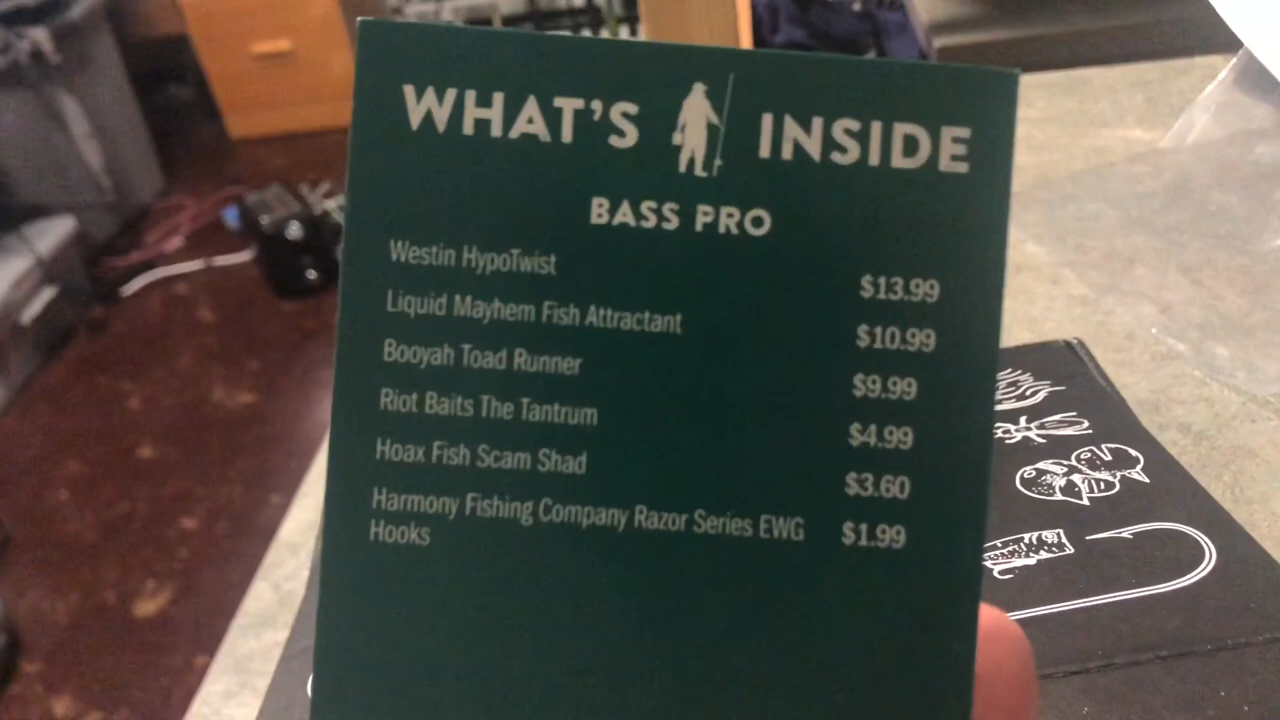 WHAT'S INSIDE
BASS PRO
Westin HypoTwist $13.99
Liquid Mayhem Fish Attractant $10.99
Booyah Toad Runner $9.99
Riot Baits The Tantrum $4.99
Hoax Fish Scam Shad $3.60
Harmony Fishing Company Razor Series EWG $1.99
Hooks